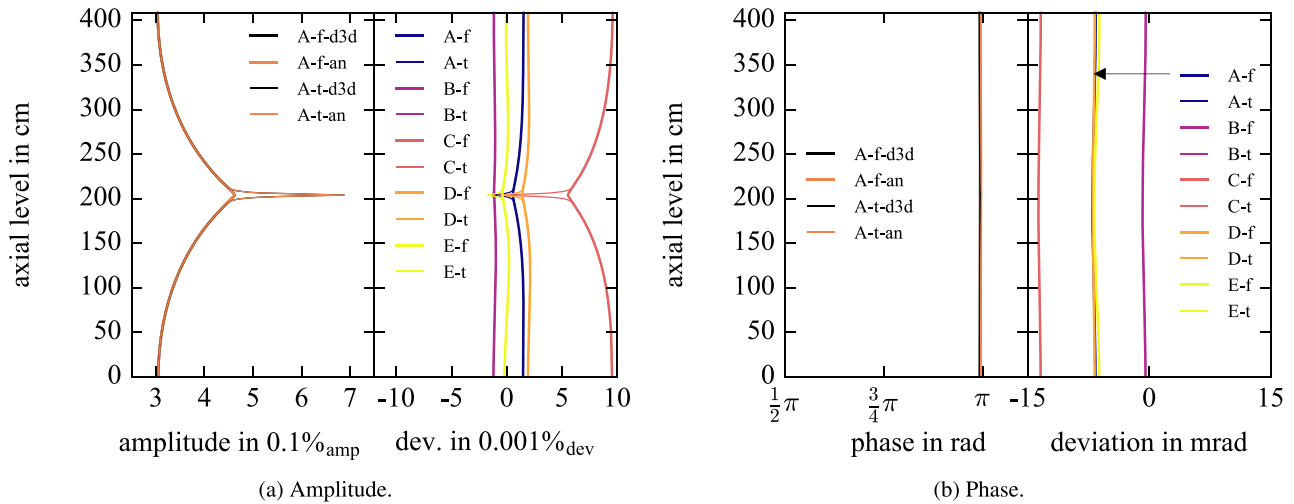 axial level in cm
400
350
300
250
200
150
100
50
0
3 4 5 6 7
amplitude in 0.1%amp
A-f-d3d
A-f-an
A-t-d3d
A-t-an
-10 -5 0 5 10
dev. in 0.001%dev
A-f
A-t
B-f
B-t
C-f
C-t
D-f
D-t
E-f
E-t
(a) Amplitude.
axial level in cm
400
350
300
250
200
150
100
50
0
1/2 π 3/4 π π
phase in rad
A-f-d3d
A-f-an
A-t-d3d
A-t-an
-15 0 15
deviation in mrad
A-f
A-t
B-f
B-t
C-f
C-t
D-f
D-t
E-f
E-t
(b) Phase.